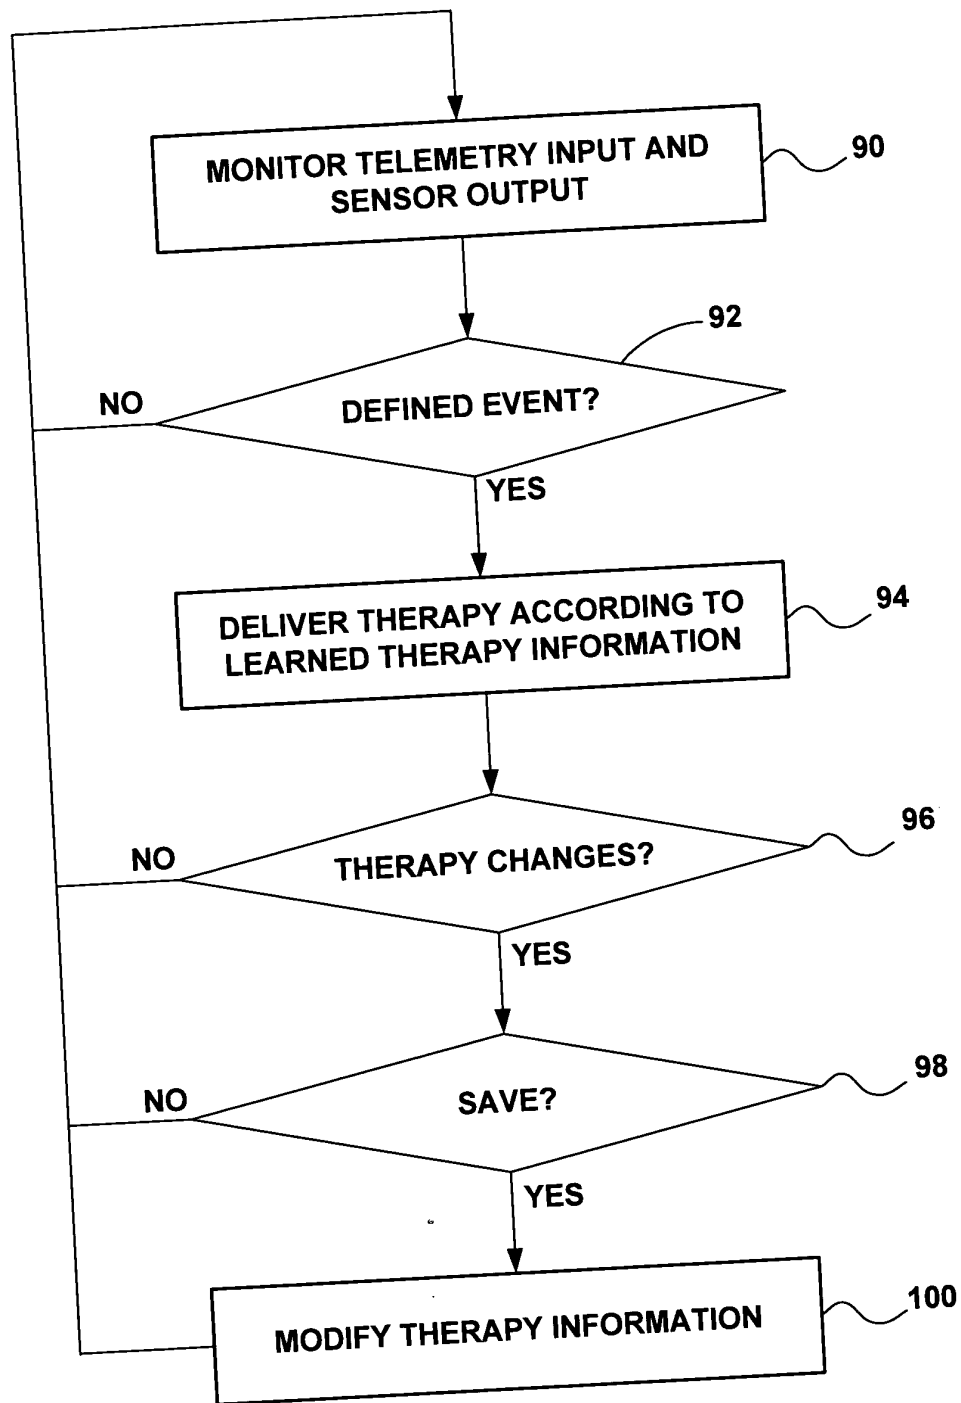 MONITOR TELEMETRY INPUT AND
SENSOR OUTPUT
90
92
DEFINED EVENT?
NO
YES
DELIVER THERAPY ACCORDING TO
LEARNED THERAPY INFORMATION
94
THERAPY CHANGES?
96
NO
YES
SAVE?
98
NO
YES
MODIFY THERAPY INFORMATION
100